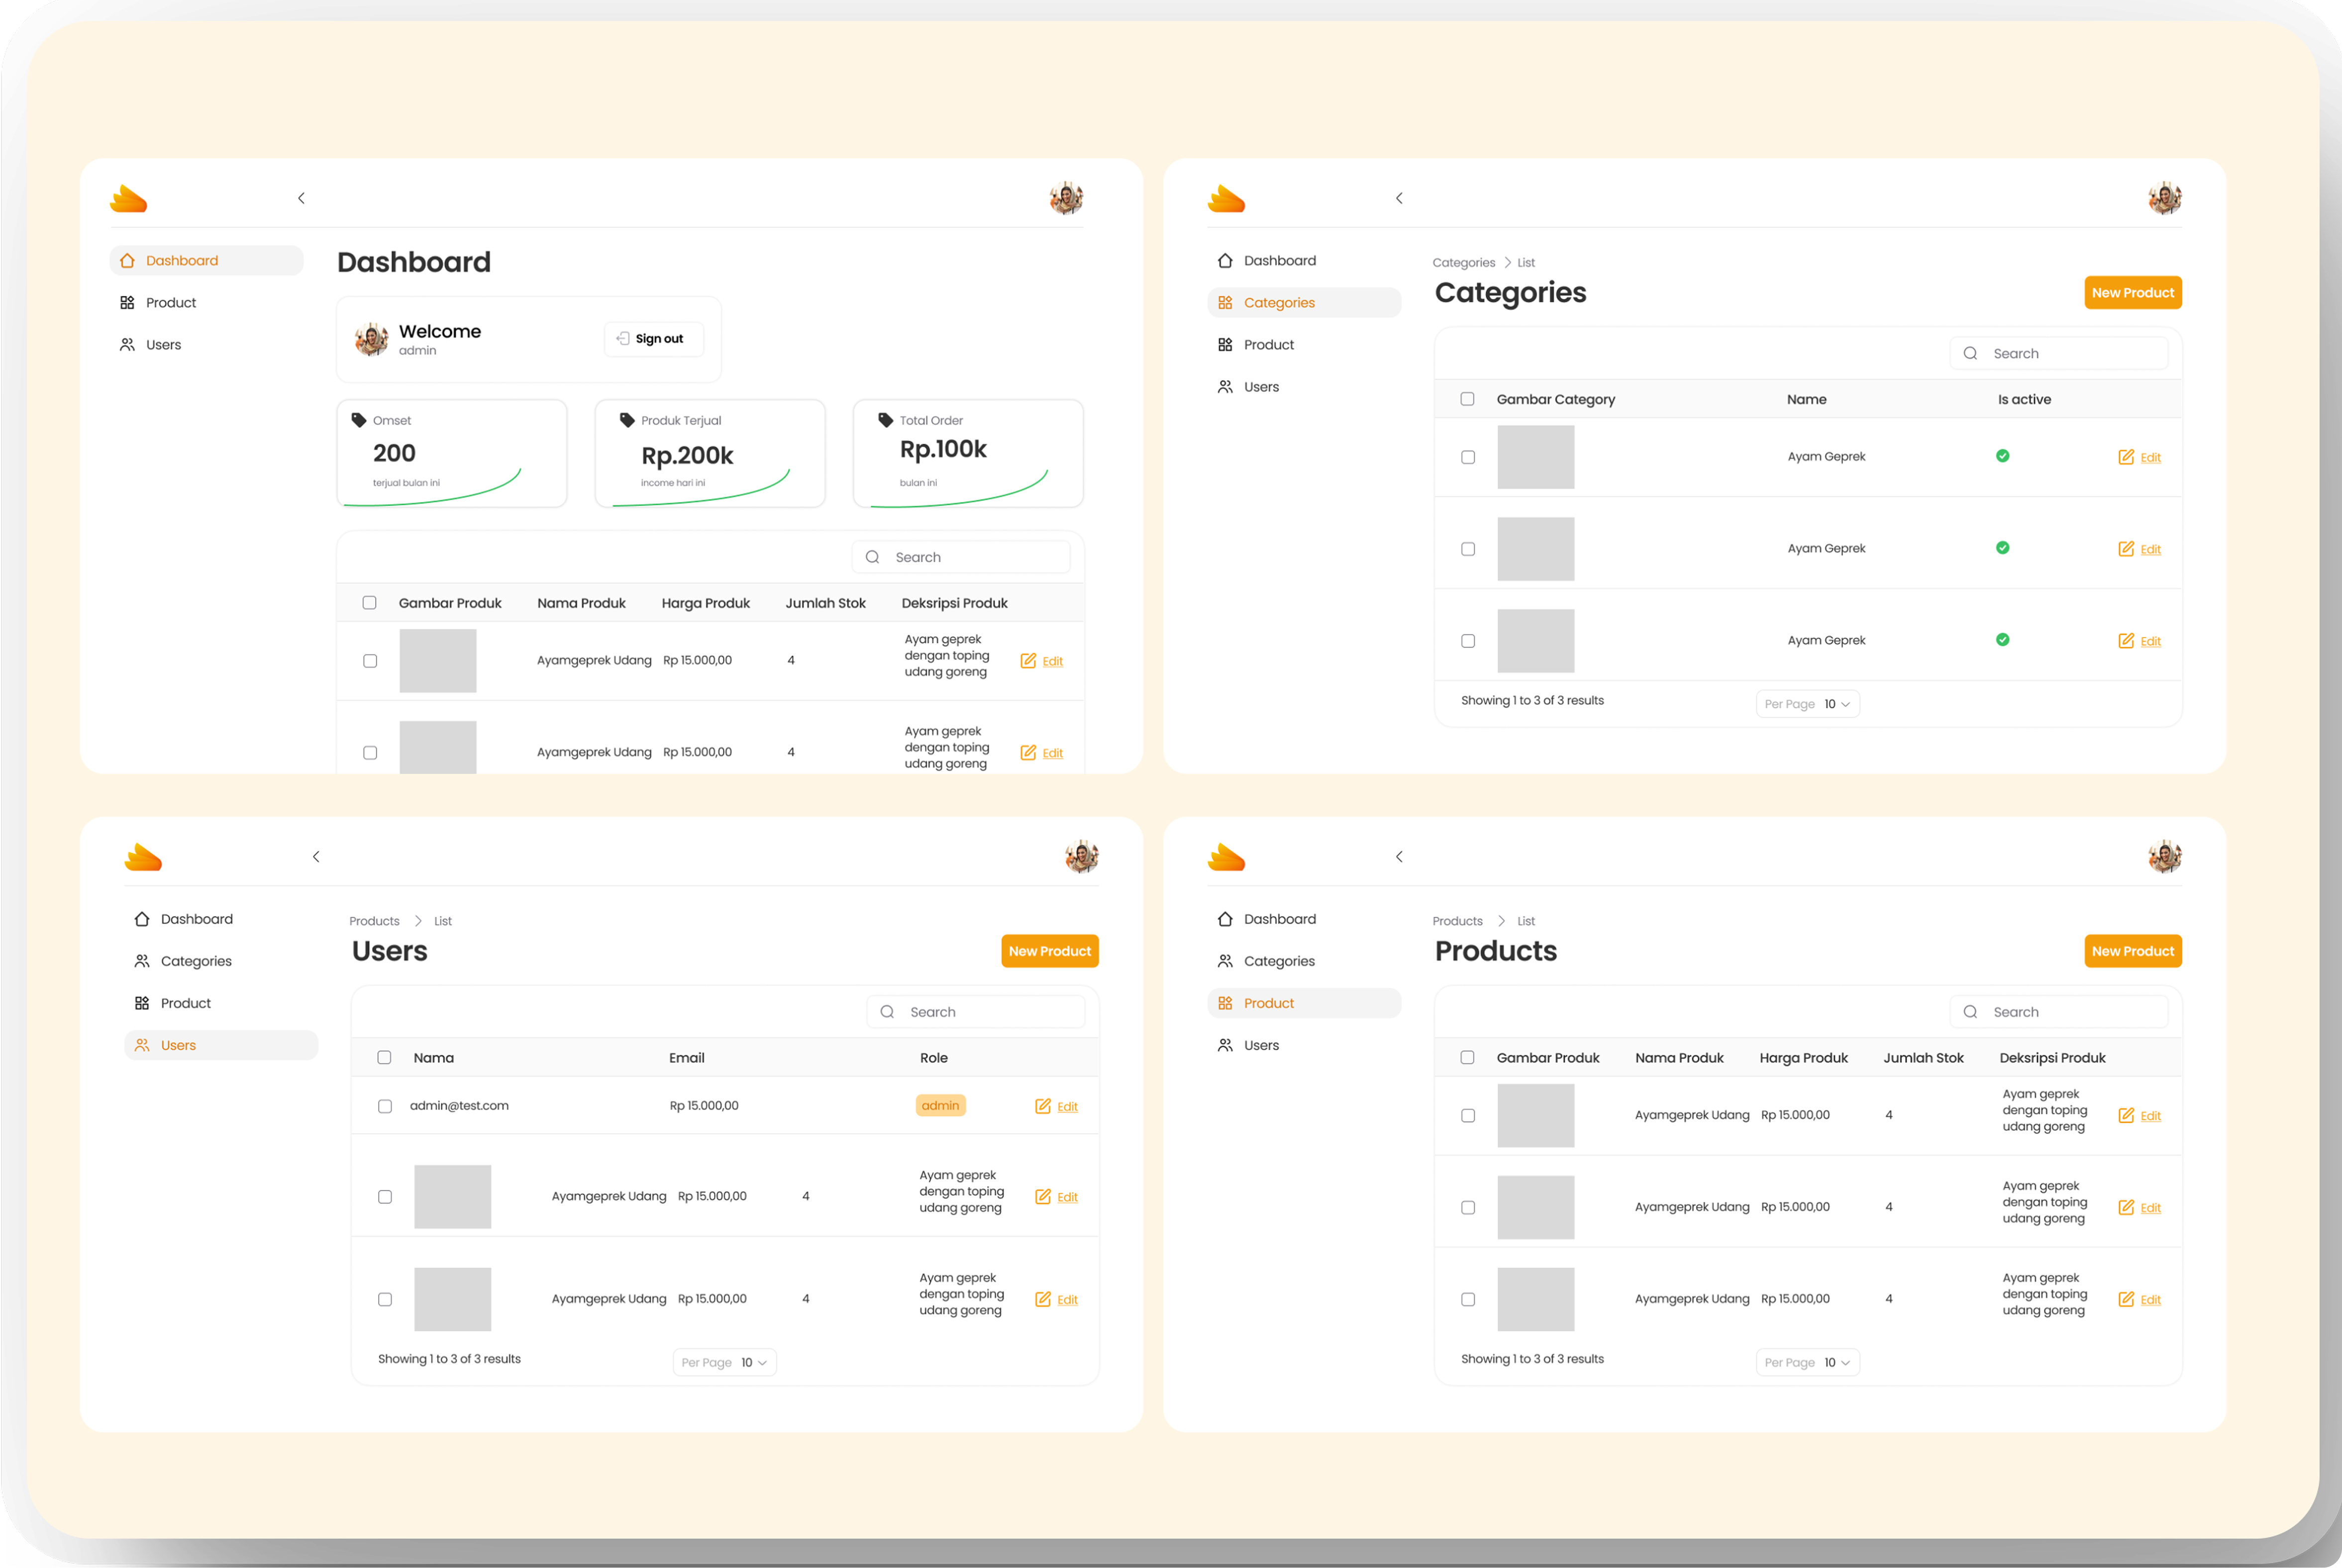 Dashboard
Product
Users
Dashboard
Welcome
admin
Sign out
Omset
200
terjual bulan ini
Produk Terjual
Rp.200k
income hari ini
Total Order
Rp.100k
bulan ini
Search
Gambar Produk Nama Produk Harga Produk Jumlah Stok Deksripsi Produk
Ayamgeprek Udang Rp 15.000,00 4 Ayam geprek
dengan toping
udang goreng
Edit
Ayamgeprek Udang Rp 15.000,00 4 Ayam geprek
dengan toping
udang goreng
Edit
Dashboard
Categories
Product
Users
Categories List
Categories
New Product
Search
Gambar Category Name Is active
Ayam Geprek Edit
Ayam Geprek Edit
Ayam Geprek Edit
Showing 1 to 3 of 3 results
Per Page 10
Dashboard
Categories
Product
Users
Products List
Users
New Product
Search
Nama Email Role
admin@test.com Rp 15.000,00 admin Edit
Ayamgeprek Udang Rp 15.000,00 4 Ayam geprek
dengan toping
udang goreng
Edit
Ayamgeprek Udang Rp 15.000,00 4 Ayam geprek
dengan toping
udang goreng
Edit
Showing 1 to 3 of 3 results
Per Page 10
Dashboard
Categories
Product
Users
Products List
Products
New Product
Search
Gambar Produk Nama Produk Harga Produk Jumlah Stok Deksripsi Produk
Ayamgeprek Udang Rp 15.000,00 4 Ayam geprek
dengan toping
udang goreng
Edit
Ayamgeprek Udang Rp 15.000,00 4 Ayam geprek
dengan toping
udang goreng
Edit
Ayamgeprek Udang Rp 15.000,00 4 Ayam geprek
dengan toping
udang goreng
Edit
Showing 1 to 3 of 3 results
Per Page 10